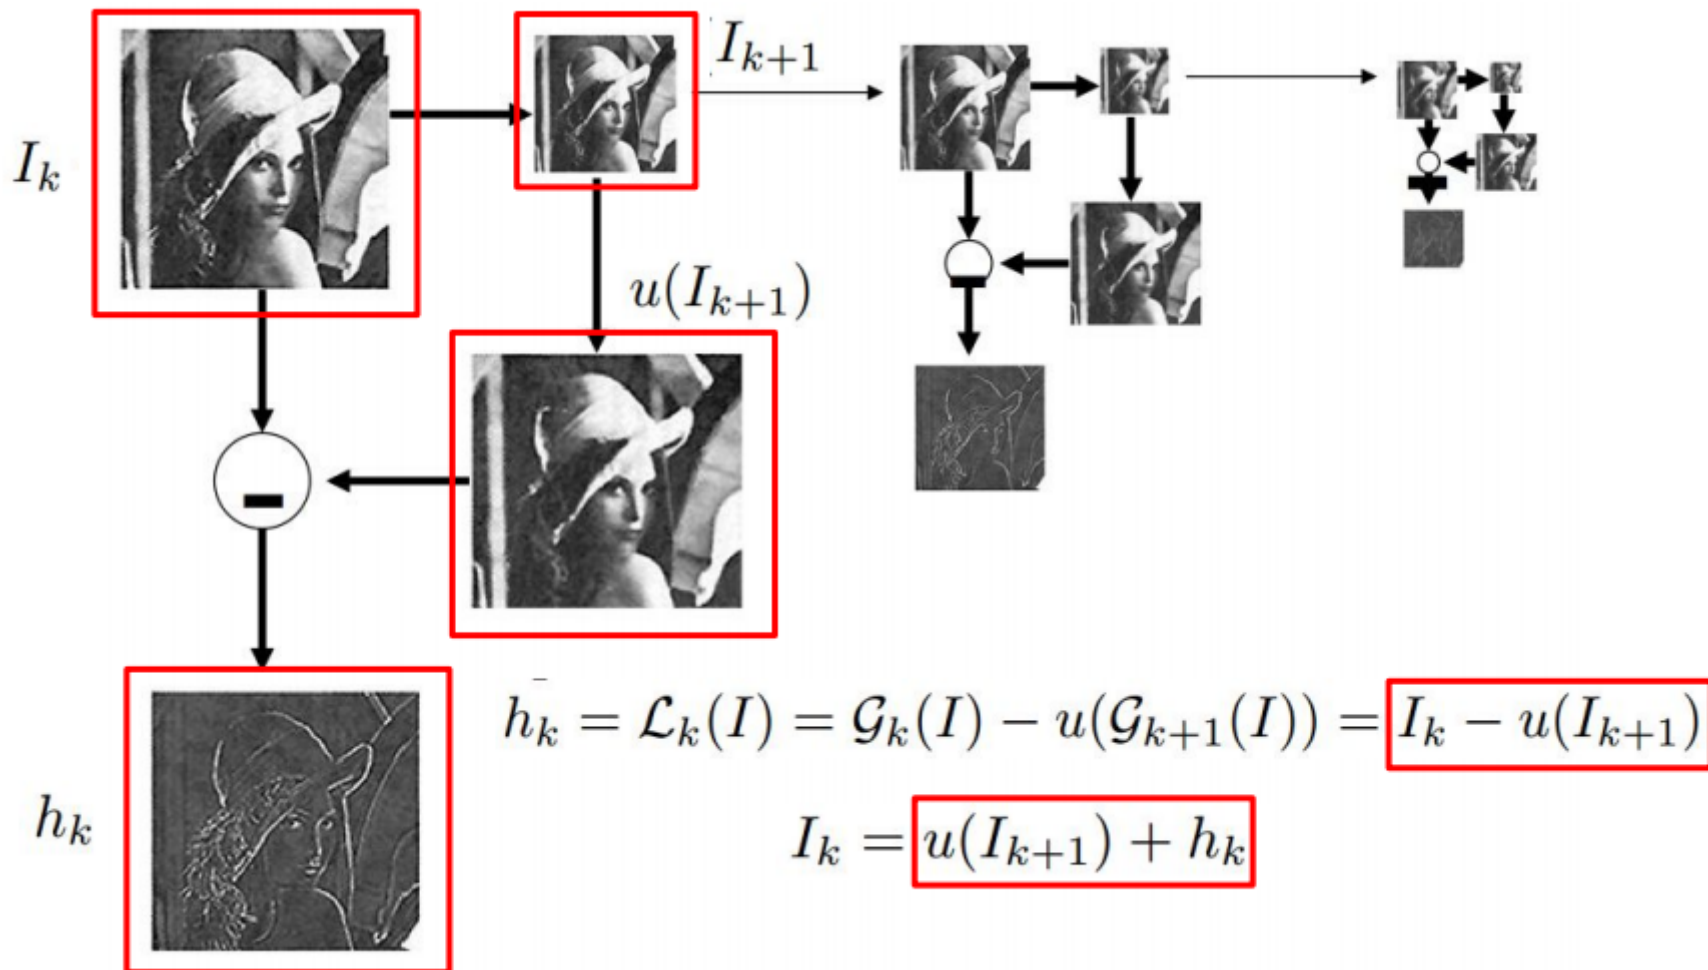 I_{k+1}
I_k
u(I_{k+1})
h_k = \mathcal{L}_k(I) = \mathcal{G}_k(I) - u(\mathcal{G}_{k+1}(I)) = I_k - u(I_{k+1})
h_k
I_k = u(I_{k+1}) + h_k